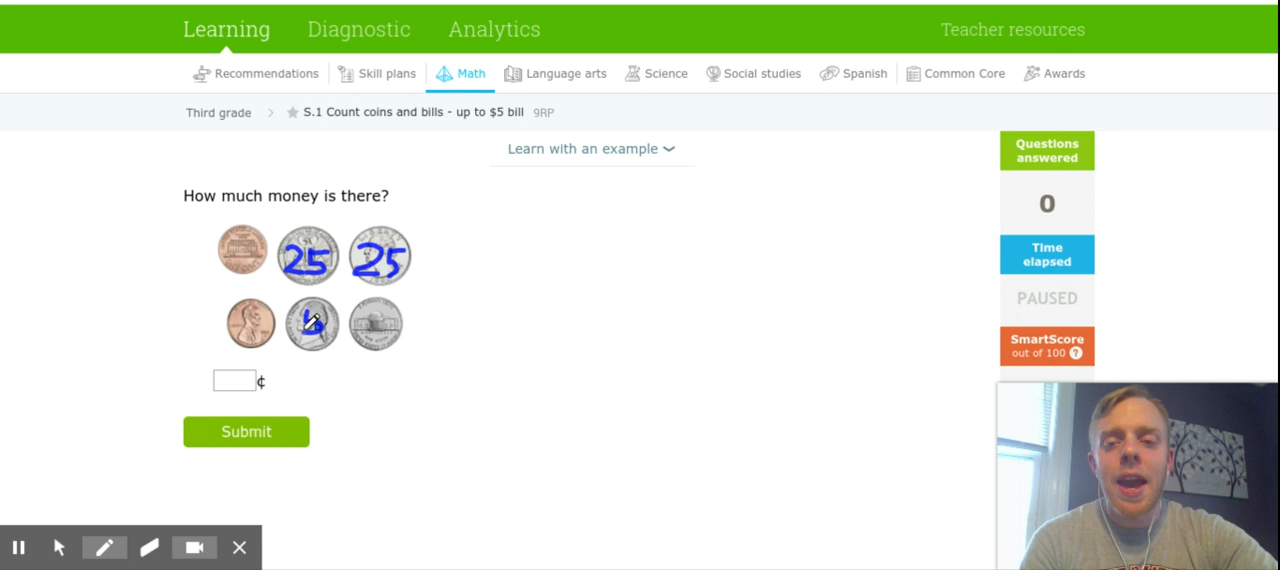 Learning Diagnostic Analytics Teacher resources
Recommendations Skill plans Math Language arts Science Social studies Spanish Common Core Awards
Third grade S.1 Count coins and bills - up to $5 bill 9RP
Learn with an example
Questions
answered
How much money is there?
0
25 25
Time
elapsed
PAUSED
5
SmartScore
out of 100 ?
¢
Submit